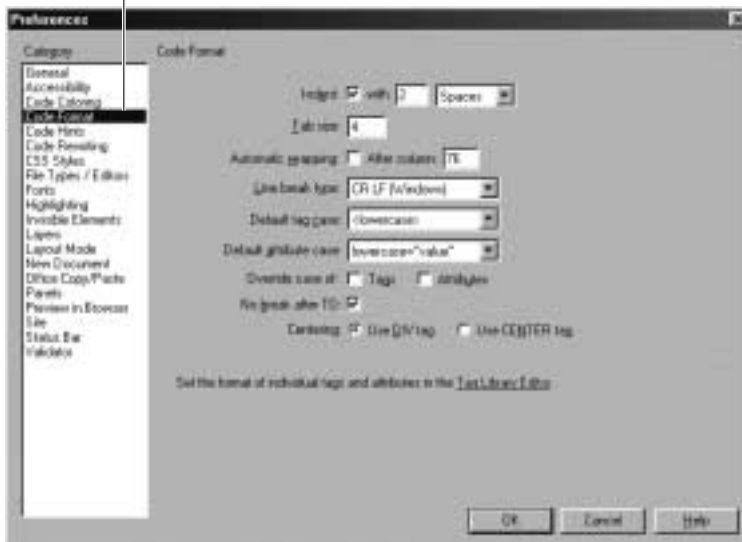 Preferences
Category
Code Format
General
Accessibility
Code Coloring
Code Format
Code Hints
Code Rewriting
CSS Styles
File Types / Editors
Fonts
Highlighting
Invisible Elements
Layers
Layout Mode
New Document
Office Copy/Paste
Panels
Preview in Browser
Site
Status Bar
Validator
Indent: with 2 Spaces
Tab size: 4
Automatic wrapping: After column: 76
Line break type: CR LF (Windows)
Default tag case: <lowercase>
Default attribute case: lowercase="value"
Override case of: Tags Attributes
No break after TD:
Centering: Use DIV tag Use CENTER tag
Set the format of individual tags and attributes in the Tag Library Editor
OK Cancel Help